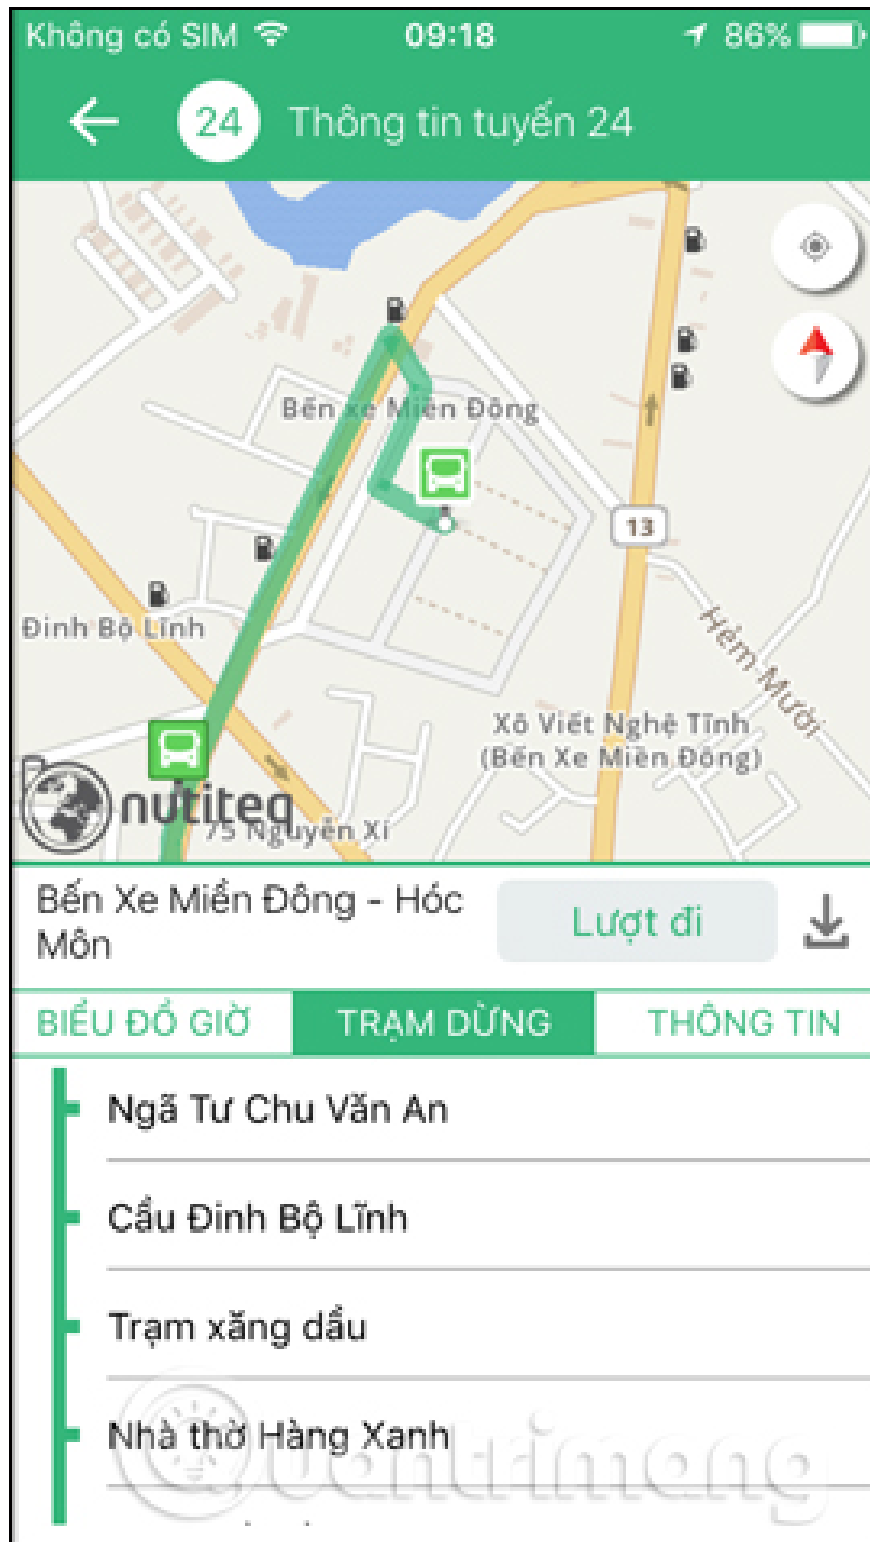 Không có SIM 09:18 86%
24 Thông tin tuyến 24
Bến xe Miền Đông
13
Đinh Bộ Lĩnh
Hẻm Mười
Xô Viết Nghệ Tĩnh
(Bến Xe Miền Đông)
nutiteq
75 Nguyễn Xí
Bến Xe Miền Đông - Hóc
Môn
Lượt đi
BIỂU ĐỒ GIỜ TRẠM DỪNG THÔNG TIN
Ngã Tư Chu Văn An
Cầu Đinh Bộ Lĩnh
Trạm xăng dầu
Nhà thờ Hàng Xanh
Quantrimang